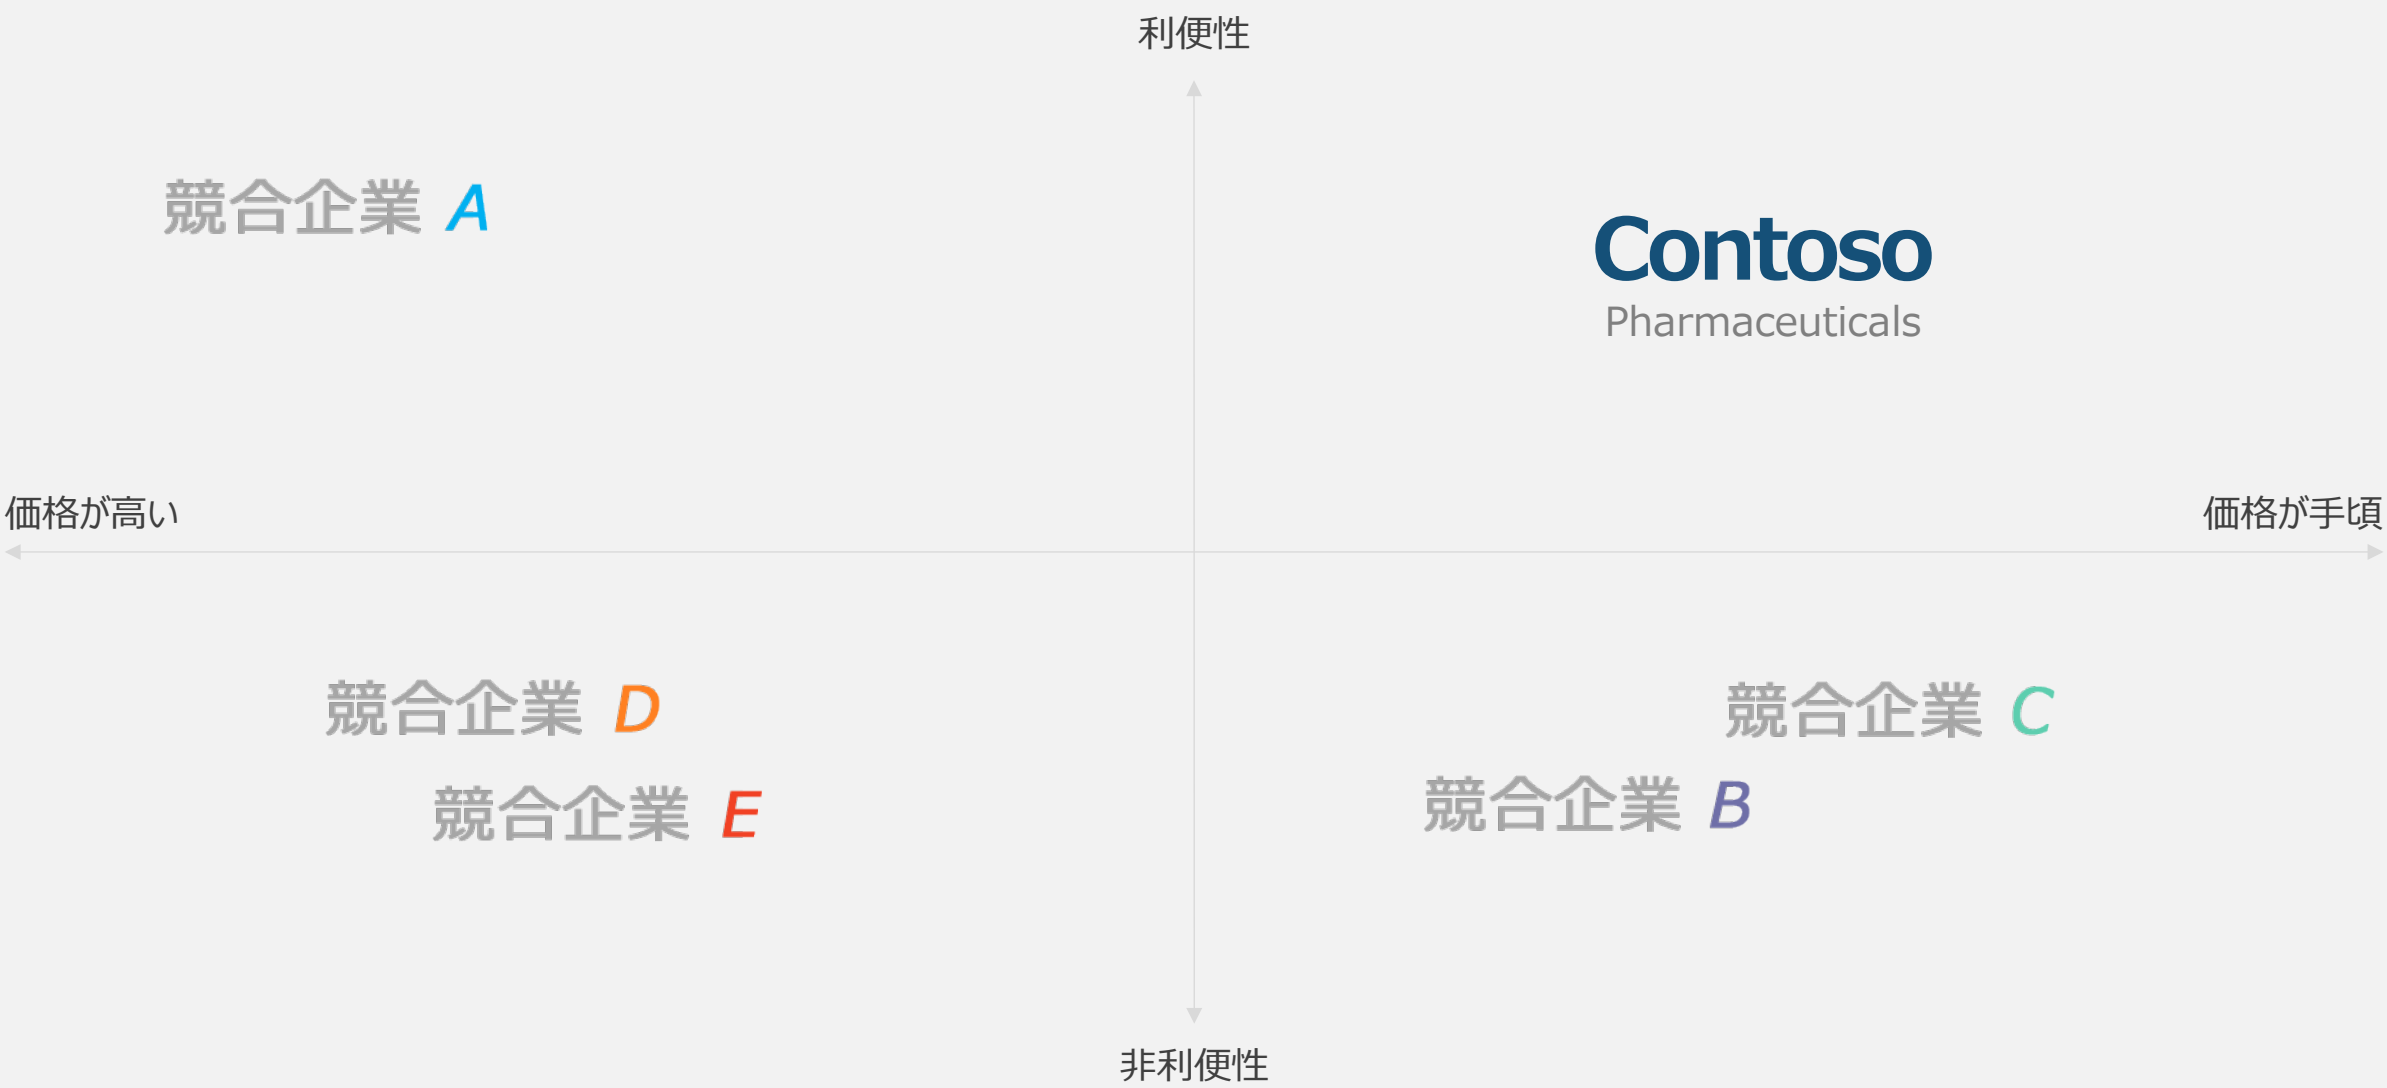 利便性
競合企業 A
Contoso
Pharmaceuticals
価格が高い
価格が手頃
競合企業 D
競合企業 C
競合企業 E
競合企業 B
非利便性